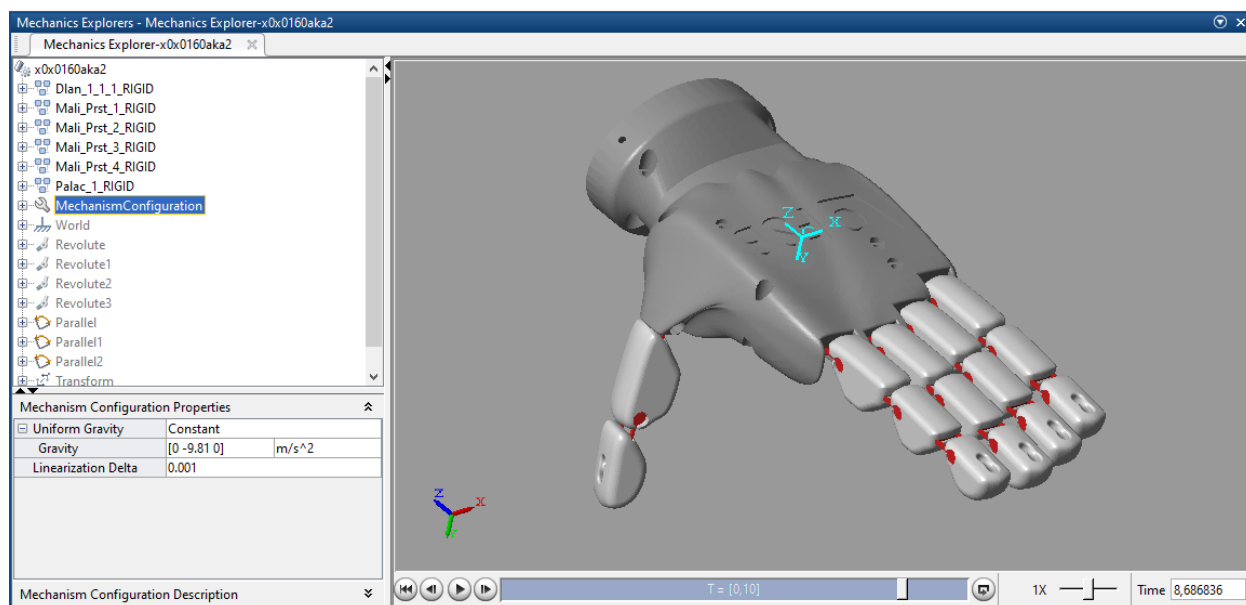 Mechanics Explorers - Mechanics Explorer-x0x0160aka2
Mechanics Explorer-x0x0160aka2
x0x0160aka2
Dlan_1_1_1_RIGID
Mali_Prst_1_RIGID
Mali_Prst_2_RIGID
Mali_Prst_3_RIGID
Mali_Prst_4_RIGID
Palac_1_RIGID
MechanismConfiguration
World
Revolute
Revolute1
Revolute2
Revolute3
Parallel
Parallel1
Parallel2
Transform
Mechanism Configuration Properties
Uniform Gravity Constant
Gravity [0 -9.81 0] m/s^2
Linearization Delta 0.001
Mechanism Configuration Description
Z X
Y
Z X
Y
T = [0,10] 1X Time 8,686836